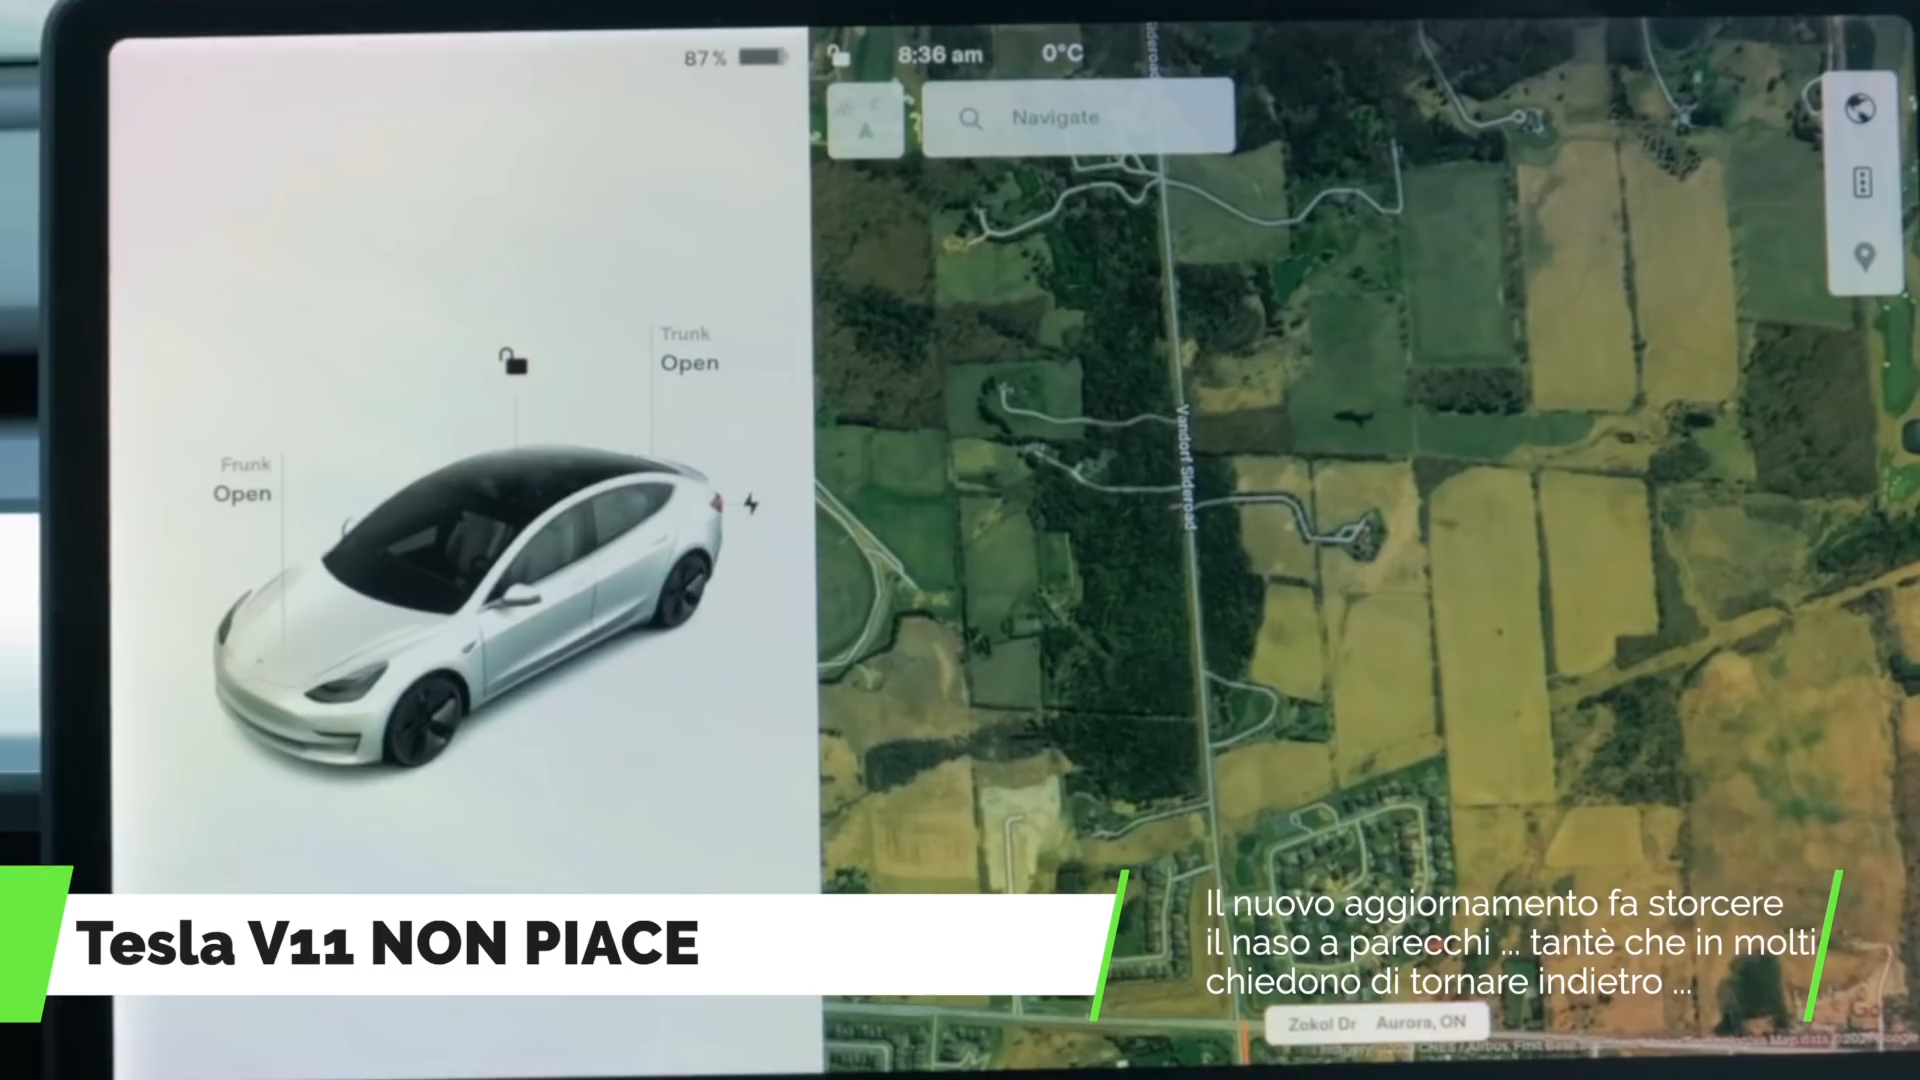 87 %
8:36 am
0°C
Navigate
Trunk
Open
Frunk
Open
Vandorf Sideroad
Tesla V11 NON PIACE
Il nuovo aggiornamento fa storcere
il naso a parecchi ... tantè che in molti
chiedono di tornare indietro ...
Zokol Dr Aurora, ON